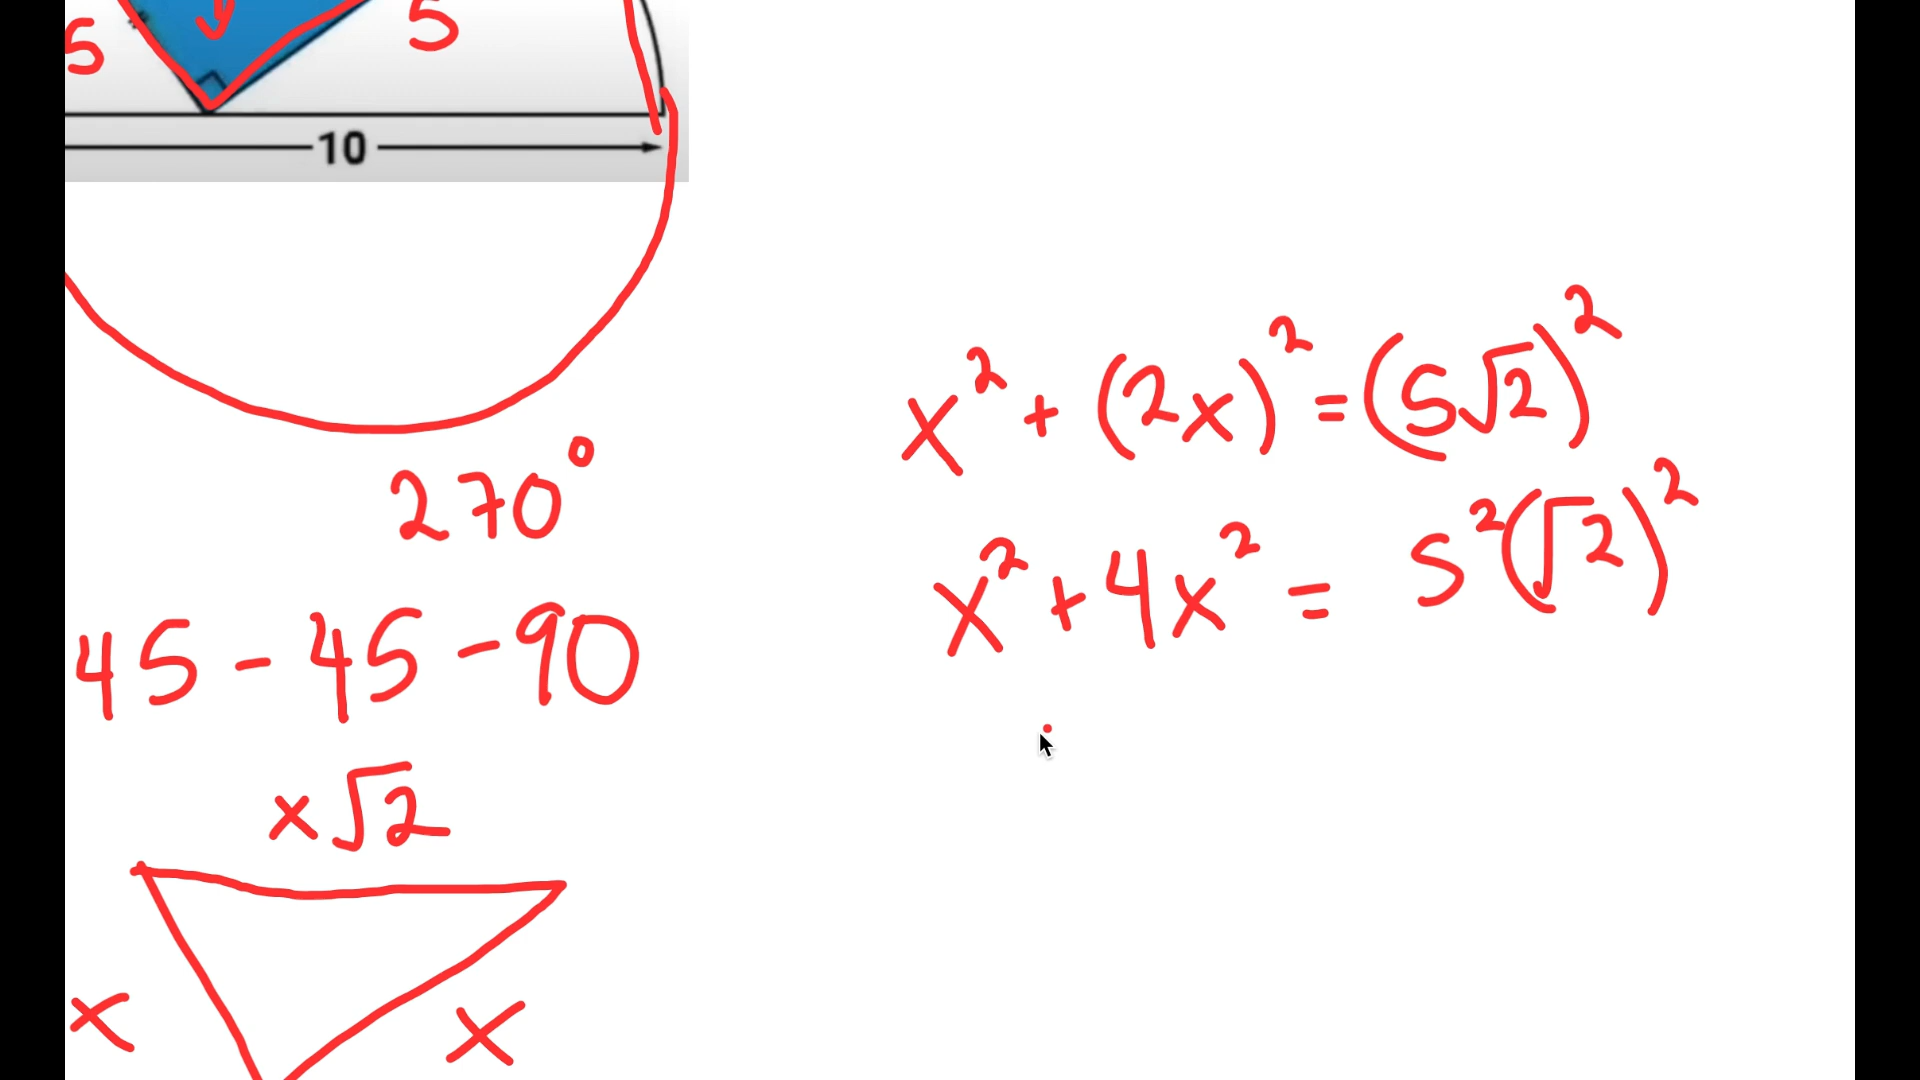 5
y
5
10
x² + (2x)² = (5√2)²
x² + 4x² = 5²(√2)²
270°
45 - 45 - 90
x√2
x
x